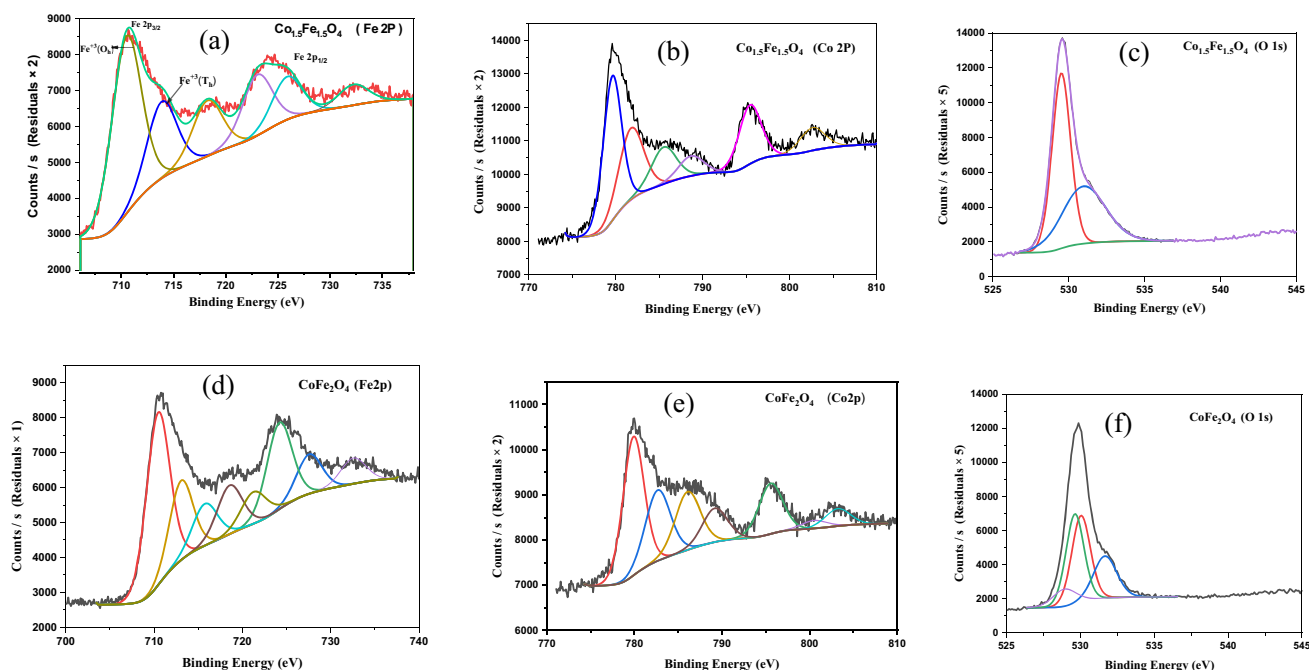 (a)
Co1.5Fe1.5O4 ( Fe 2P )
Fe 2p3/2
Fe+3(Oh)
Fe+3(Th)
Fe 2p1/2
Counts / s (Residuals × 2)
9000
8000
7000
6000
5000
4000
3000
2000
710 715 720 725 730 735
Binding Energy (eV)
(b)
Co1.5Fe1.5O4 ( Co 2P )
Counts / s (Residuals × 2)
14000
13000
12000
11000
10000
9000
8000
7000
770 780 790 800 810
Binding Energy (eV)
(c)
Co1.5Fe1.5O4 (O 1s)
Counts / s (Residuals × 5)
14000
12000
10000
8000
6000
4000
2000
0
525 530 535 540 545
Binding Energy (eV)
(d)
CoFe2O4 (Fe2p)
Counts / s (Residuals × 1)
9000
8000
7000
6000
5000
4000
3000
2000
700 710 720 730 740
Binding Energy (eV)
(e)
CoFe2O4 (Co2p)
Counts / s (Residuals × 2)
11000
10000
9000
8000
7000
6000
770 780 790 800 810
Binding Energy (eV)
(f)
CoFe2O4 (O 1s)
Counts / s (Residuals × 5)
14000
12000
10000
8000
6000
4000
2000
0
525 530 535 540 545
Binding Energy (eV)